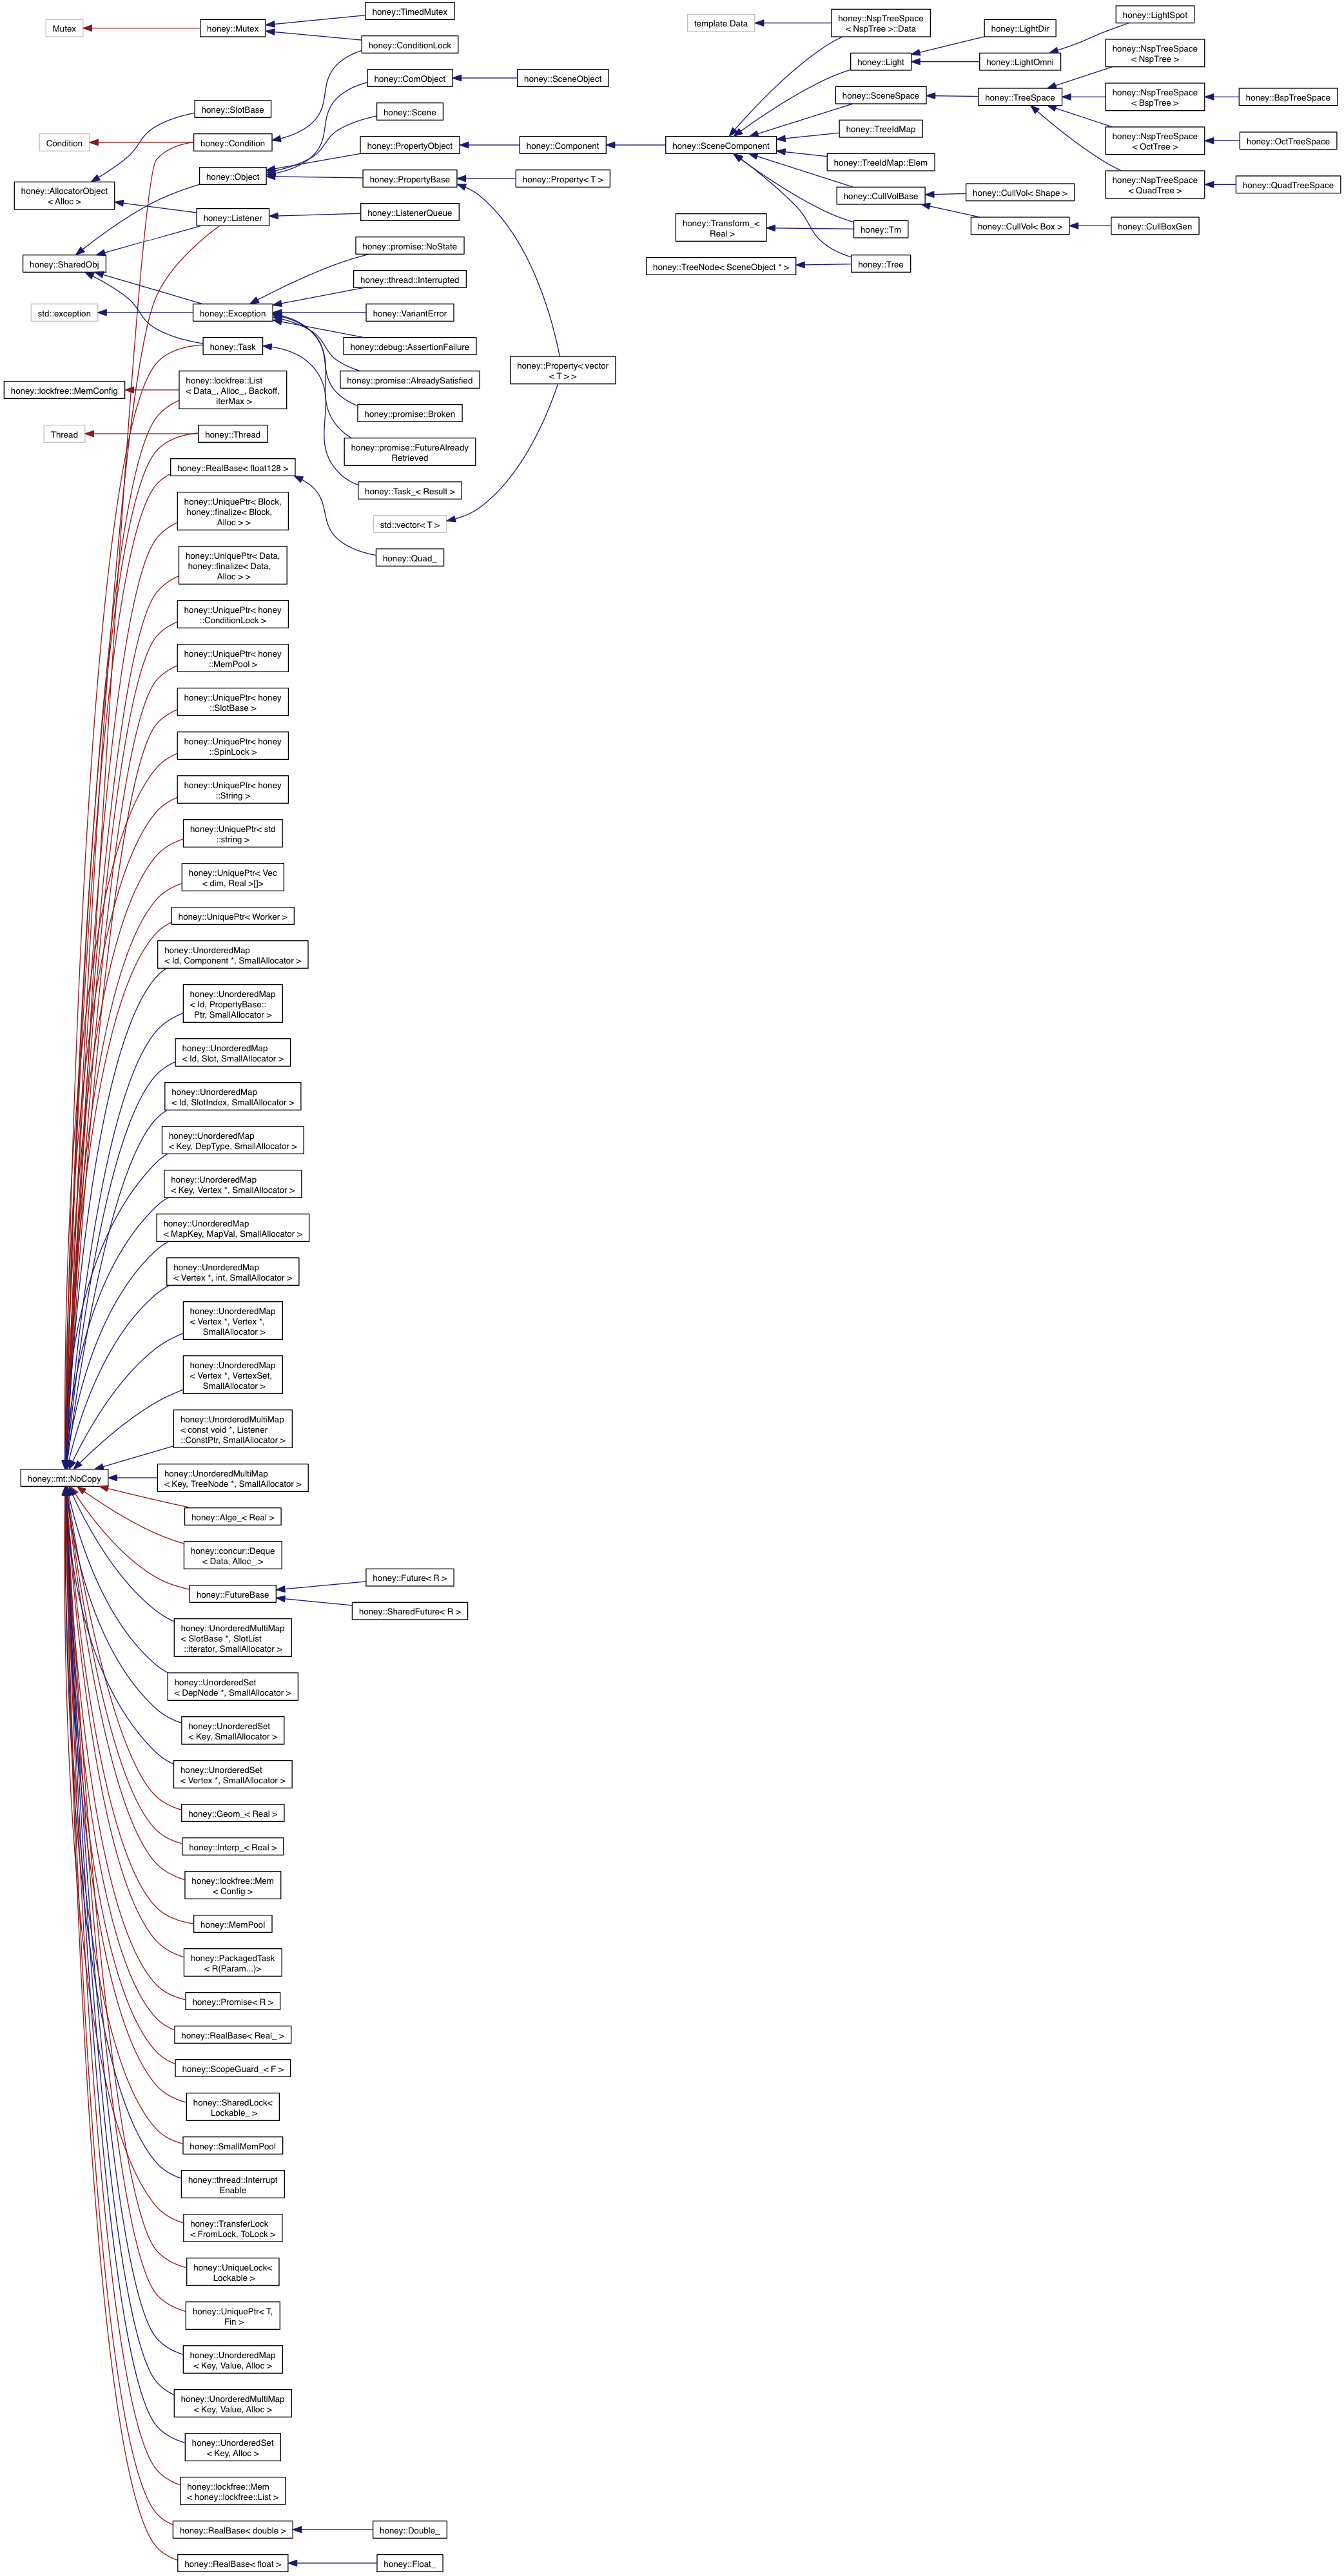 Mutex
honey::Mutex
honey::TimedMutex
honey::ConditionLock
honey::SlotBase
Condition
honey::Condition
honey::AllocatorObject
< Alloc >
honey::Object
honey::Listener
honey::SharedObj
honey::ComObject
honey::SceneObject
honey::Scene
honey::PropertyObject
honey::Component
honey::PropertyBase
honey::Property< T >
honey::ListenerQueue
template Data
honey::NspTreeSpace
< NspTree >::Data
honey::Light
honey::LightDir
honey::LightOmni
honey::LightSpot
honey::SceneSpace
honey::TreeSpace
honey::NspTreeSpace
< NspTree >
honey::NspTreeSpace
< BspTree >
honey::BspTreeSpace
honey::NspTreeSpace
< OctTree >
honey::OctTreeSpace
honey::NspTreeSpace
< QuadTree >
honey::QuadTreeSpace
honey::SceneComponent
honey::TreeIdMap
honey::TreeIdMap::Elem
honey::CullVolBase
honey::CullVol< Shape >
honey::CullVol< Box >
honey::CullBoxGen
honey::Transform_<
Real >
honey::Tm
honey::TreeNode< SceneObject * >
honey::Tree
std::exception
honey::Exception
honey::promise::NoState
honey::thread::Interrupted
honey::VariantError
honey::debug::AssertionFailure
honey::promise::AlreadySatisfied
honey::promise::Broken
honey::promise::FutureAlready
Retrieved
honey::Task
honey::Task_< Result >
honey::Property< vector
< T > >
std::vector< T >
honey::lockfree::MemConfig
honey::lockfree::List
< Data_, Alloc_, Backoff,
iterMax >
Thread
honey::Thread
honey::RealBase< float128 >
honey::Quad_
honey::UniquePtr< Block,
honey::finalize< Block,
Alloc > >
honey::UniquePtr< Data,
honey::finalize< Data,
Alloc > >
honey::UniquePtr< honey
::ConditionLock >
honey::UniquePtr< honey
::MemPool >
honey::UniquePtr< honey
::SlotBase >
honey::UniquePtr< honey
::SpinLock >
honey::UniquePtr< honey
::String >
honey::UniquePtr< std
::string >
honey::UniquePtr< Vec
< dim, Real >[]>
honey::UniquePtr< Worker >
honey::UnorderedMap
< Id, Component *, SmallAllocator >
honey::UnorderedMap
< Id, PropertyBase::
Ptr, SmallAllocator >
honey::UnorderedMap
< Id, Slot, SmallAllocator >
honey::UnorderedMap
< Id, SlotIndex, SmallAllocator >
honey::UnorderedMap
< Key, DepType, SmallAllocator >
honey::UnorderedMap
< Key, Vertex *, SmallAllocator >
honey::UnorderedMap
< MapKey, MapVal, SmallAllocator >
honey::UnorderedMap
< Vertex *, int, SmallAllocator >
honey::UnorderedMap
< Vertex *, Vertex *,
SmallAllocator >
honey::UnorderedMap
< Vertex *, VertexSet,
SmallAllocator >
honey::UnorderedMultiMap
< const void *, Listener
::ConstPtr, SmallAllocator >
honey::mt::NoCopy
honey::UnorderedMultiMap
< Key, TreeNode *, SmallAllocator >
honey::Alge_< Real >
honey::concur::Deque
< Data, Alloc_ >
honey::FutureBase
honey::Future< R >
honey::SharedFuture< R >
honey::UnorderedMultiMap
< SlotBase *, SlotList
::iterator, SmallAllocator >
honey::UnorderedSet
< DepNode *, SmallAllocator >
honey::UnorderedSet
< Key, SmallAllocator >
honey::UnorderedSet
< Vertex *, SmallAllocator >
honey::Geom_< Real >
honey::Interp_< Real >
honey::lockfree::Mem
< Config >
honey::MemPool
honey::PackagedTask
< R(Param...)>
honey::Promise< R >
honey::RealBase< Real_ >
honey::ScopeGuard_< F >
honey::SharedLock<
Lockable_ >
honey::SmallMemPool
honey::thread::Interrupt
Enable
honey::TransferLock
< FromLock, ToLock >
honey::UniqueLock<
Lockable >
honey::UniquePtr< T,
Fin >
honey::UnorderedMap
< Key, Value, Alloc >
honey::UnorderedMultiMap
< Key, Value, Alloc >
honey::UnorderedSet
< Key, Alloc >
honey::lockfree::Mem
< honey::lockfree::List >
honey::RealBase< double >
honey::Double_
honey::RealBase< float >
honey::Float_